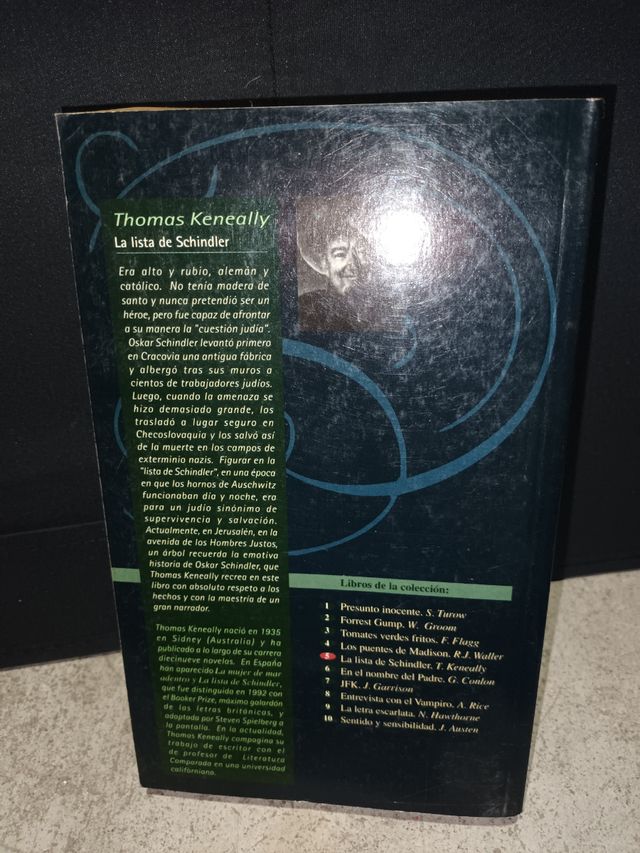 Thomas Keneally
La lista de Schindler
Era alto y rubio, alemán y
católico. No tenía madera de
santo y nunca pretendió ser un
héroe, pero fue capaz de afrontar
a su manera la "cuestión judía".
Oskar Schindler levantó primero
en Cracovia una antigua fábrica
y albergó tras sus muros a
cientos de trabajadores judíos.
Luego, cuando la amenaza se
hizo demasiado grande, los
trasladó a lugar seguro en
Checoslovaquia y los salvó así
de la muerte en los campos de
exterminio nazis. Figurar en la
"lista de Schindler", en una época
en que los hornos de Auschwitz
funcionaban día y noche, era
para un judío sinónimo de
supervivencia y salvación.
Actualmente, en Jerusalén, en la
avenida de los Hombres Justos,
un árbol recuerda la emotiva
historia de Oskar Schindler, que
Thomas Keneally recrea en este
libro con absoluto respeto a los
hechos y con la maestría de un
gran narrador.
Thomas Keneally nació en 1935
en Sidney (Australia) y ha
publicado a lo largo de su carrera
diecinueve novelas. En España
han aparecido La mujer de mar
adentro y La lista de Schindler,
que fue distinguido en 1992 con
el Booker Prize, máximo galardón
de las letras británicas, y
adaptada por Steven Spielberg a
la pantalla. En la actualidad,
Thomas Keneally compagina su
trabajo de escritor con el
de profesor de Literatura
Comparada en una universidad
californiana.
Libros de la colección:
1 Presunto inocente. S. Turow
2 Forrest Gump. W. Groom
3 Tomates verdes fritos. F. Flagg
4 Los puentes de Madison. R.J. Waller
5 La lista de Schindler. T. Keneally
6 En el nombre del Padre. G. Conlon
7 JFK. J. Garrison
8 Entrevista con el Vampiro. A. Rice
9 La letra escarlata. N. Hawthorne
10 Sentido y sensibilidad. J. Austen